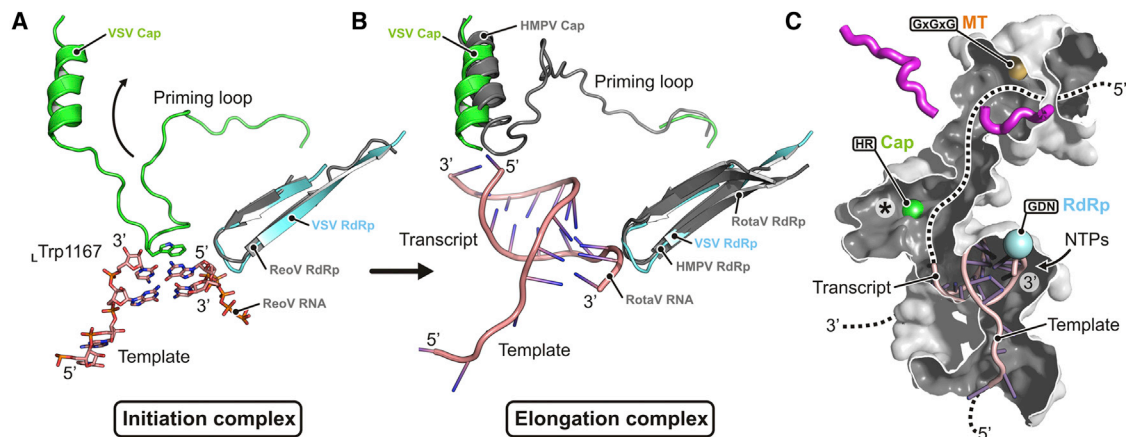 A
VSV Cap
Priming loop
LTrp1167
3’
5’
3’
VSV RdRp
ReoV RdRp
ReoV RNA
Template
5’
Initiation complex
B
HMPV Cap
VSV Cap
Priming loop
3’
5’
Transcript
RotaV RdRp
VSV RdRp
HMPV RdRp
3’
RotaV RNA
5’
Template
Elongation complex
C
GxGxG MT
5’
HR Cap
*
GDN RdRp
NTPs
3’
Transcript
3’
Template
5’